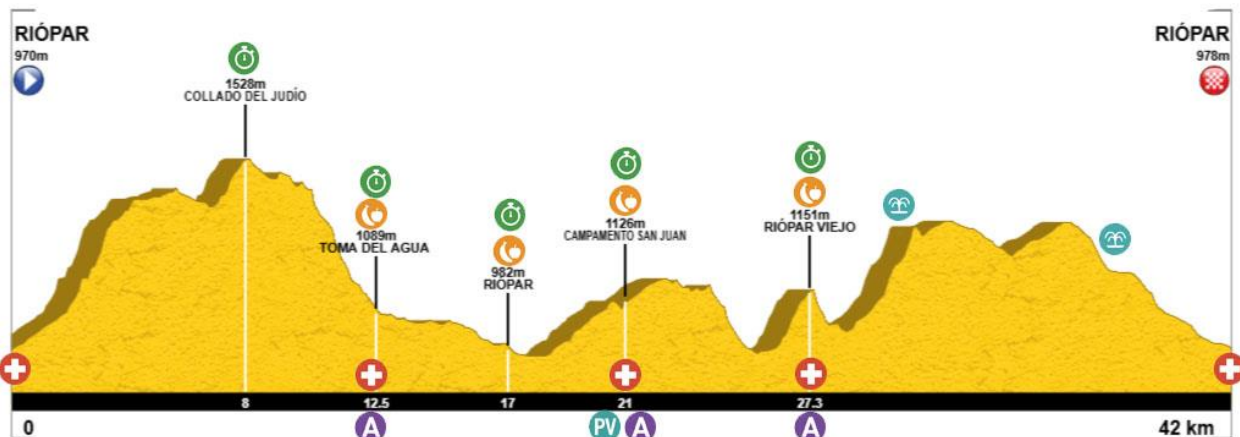 RIÓPAR
970m
1528m
COLLADO DEL JUDÍO
1089m
TOMA DEL AGUA
982m
RIÓPAR
1126m
CAMPAMENTO SAN JUAN
1151m
RIÓPAR VIEJO
RIÓPAR
978m
8
12.5
17
21
27.3
0
A
PV
A
A
42 km